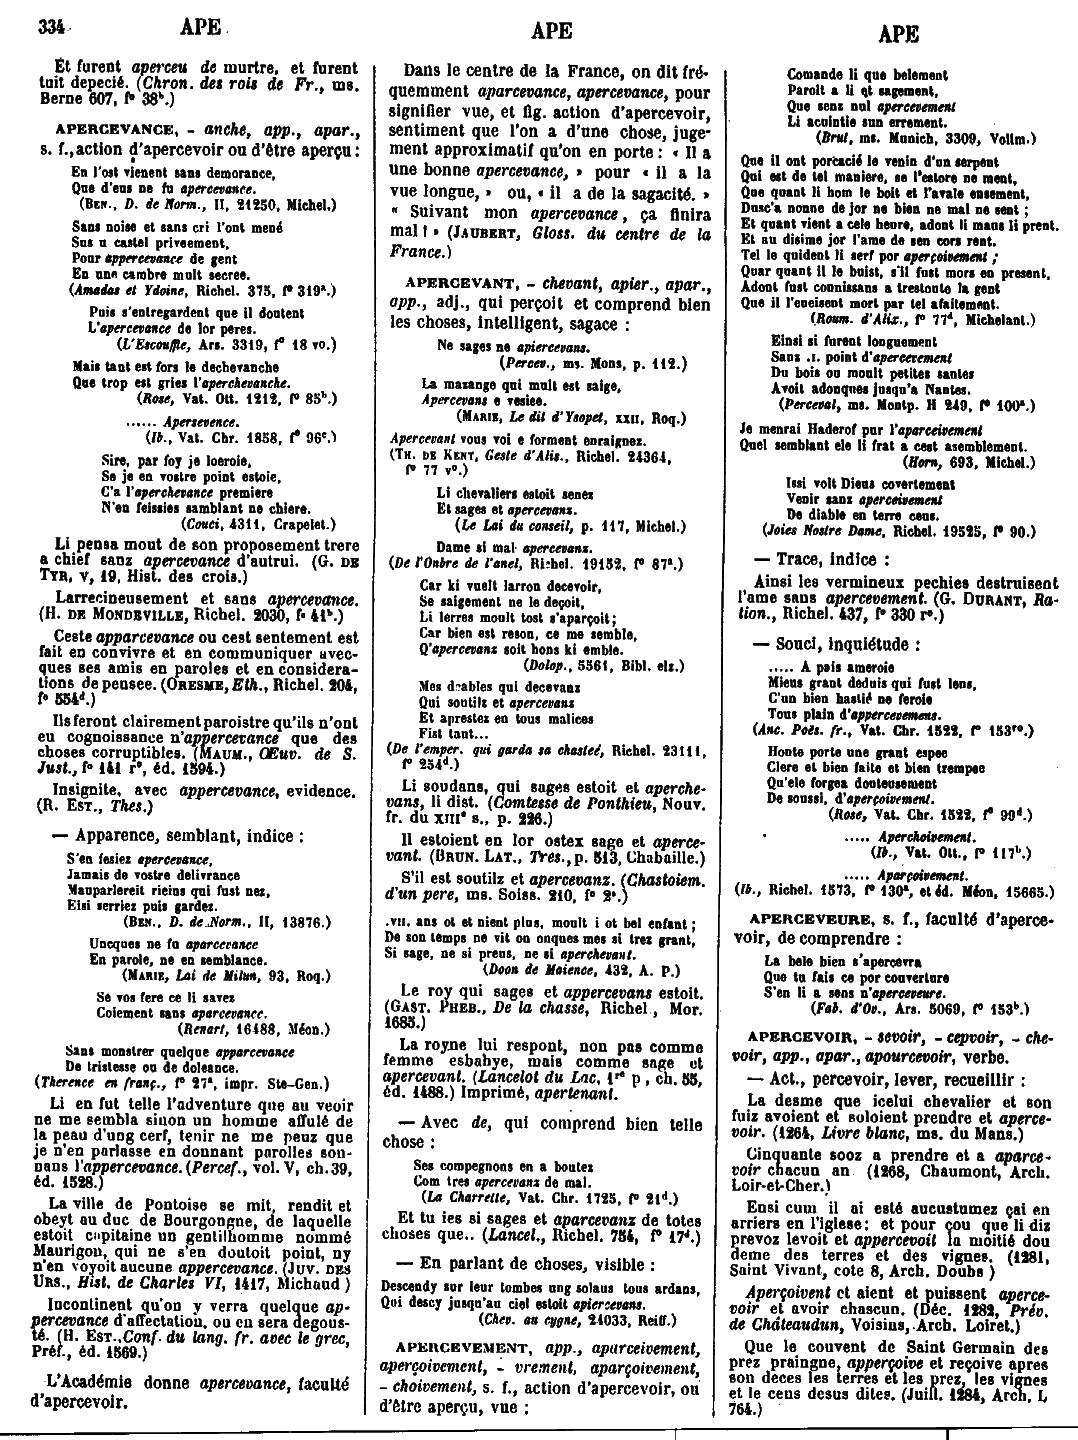 334 APE
Et furent aperceu de murtre, et furent
tuit depecié. (Chron. des rois de Fr., ms.
Berne 607, f° 38b.)
APERCEVANCE, - anche, app., apar.,
s. f., action d'apercevoir ou d'être aperçu :
En l'ost vienent sans demorance,
Que d'eus ne fu apercevance.
(BEN., D. de Norm., II, 21250, Michel.)
Sans noise et sans cri l'ont mené
Sus u castel priveement,
Pour appercevance de gent
En une cambre mult secree.
(Amadas et Ydoine, Richel. 375, f° 319a.)
Puis s'entregardent que il doutent
L'apercevance de lor peres.
(L'Escouffle, Ars. 3319, f° 18 vo.)
Mais tant est fors le dechevanche
Que trop est gries l'aperchevanche.
(Rose, Vat. Ott. 1212, f° 85b.)
...... Apersevence.
(Ib., Vat. Chr. 1858, f° 96c.)
Sire, par foy je loeroie,
Se je en vostre point estoie,
C'a l'aperchevance premiere
N'en feissies samblant ne chiere.
(Couci, 4311, Crapelet.)
Li pensa mout de son proposement trere
a chief sanz apercevance d'autrui. (G. DE
TYR, V, 19, Hist. des crois.)
Larrecineusement et sans apercevance.
(H. DE MONDEVILLE, Richel. 2030, f° 41b.)
Ceste apparcevance ou cest sentement est
fait en convivre et en communiquer avec-
ques ses amis en paroles et en considera-
tions de pensee. (ORESME, Eth., Richel. 204,
f° 554d.)
Ils feront clairement paroistre qu'ils n'ont
eu cognoissance n'appercevance que des
choses corruptibles. (MAUM., Œuv. de S.
Just., f° 141 r°, éd. 1594.)
Insignite, avec appercevance, evidence.
(R. EST., Thes.)
— Apparence, semblant, indice :
S'en fesiez apercevance,
Jamais de vostre delivrance
Mauparlereit rieins qui fust nez,
Eisi serriez puis gardez.
(BEN., D. de Norm., II, 13876.)
Uncques ne fu aparcevance
En parole, ne en semblance.
(MARIE, Lai de Milun, 93, Roq.)
Se vos fere ce li savez
Coiement sans aparcevance.
(Renart, 16488, Méon.)
Sans monstrer quelque apparcevance
De tristesse ou de doleance.
(Therence en franç., f° 27a, impr. Ste-Gen.)
Li en fut telle l'adventure que au veoir
ne me sembla sinon un homme affulé de
la peau d'ung cerf, tenir ne me peuz que
je n'en parlasse en donnant parolles son-
nans l'appercevance. (Percef., vol. V, ch. 39,
éd. 1528.)
La ville de Pontoise se mit, rendit et
obeyt au duc de Bourgongne, de laquelle
estoit capitaine un gentilhomme nommé
Maurigon, qui ne s'en doutoit point, ny
n'en voyoit aucune appercevance. (JUV. DES
URS., Hist. de Charles VI, 1417, Michaud )
Incontinent qu'on y verra quelque ap-
percevance d'affectation, ou en sera degous-
té. (H. EST., Conf. du lang. fr. avec le grec,
Préf., éd. 1569.)
L'Académie donne apercevance, faculté
d'apercevoir.
APE
Dans le centre de la France, on dit fré-
quemment aparcevance, apercevance, pour
signifier vue, et fig. action d'apercevoir,
sentiment que l'on a d'une chose, juge-
ment approximatif qu'on en porte : « Il a
une bonne apercevance, » pour « il a la
vue longue, » ou, « il a de la sagacité. »
« Suivant mon apercevance, ça finira
mal ! » (JAUBERT, Gloss. du centre de la
France.)
APERCEVANT, - chevant, apier., apar.,
app., adj., qui perçoit et comprend bien
les choses, intelligent, sagace :
Ne sages ne apiercevans.
(Percev., ms. Mons, p. 112.)
La mazange qui mult est saige,
Apercevans e vesiee.
(MARIE, Le dit d'Ysopet, XXII, Roq.)
Apercevant vous voi e forment enraignez.
(TH. DE KENT, Geste d'Alis., Richel. 24364,
f° 77 v°.)
Li chevaliers estoit senez
Et sages et apercevanz.
(Le Lai du conseil, p. 117, Michel.)
Dame si mal apercevanz.
(De l'Onbre de l'anel, Richel. 19152, f° 87a.)
Car ki vuelt larron decevoir,
Se saigement ne le deçoit,
Li lerres moult tost s'aparçoit ;
Car bien est reson, ce me semble,
Q'apercevanz soit hons ki emble.
(Dolop., 5561, Bibl. elz.)
Mes deables qui decevanz
Qui soutilz et apercevanz
Et aprestez en tous malices
Fist tant...
(De l'emper. qui garda sa chasteé, Richel. 23111,
f° 254d.)
Li soudans, qui sages estoit et aperche-
vans, li dist. (Comtesse de Ponthieu, Nouv.
fr. du XIIIe s., p. 226.)
Il estoient en lor ostex sage et aperce-
vant. (BRUN. LAT., Tres., p. 513, Chabaille.)
S'il est soutilz et apercevanz. (Chastoiem.
d'un pere, ms. Soiss. 210, f° 2a.)
.VII. ans ot et nient plus, moult i ot bel enfant ;
De son temps ne vit on onques mes si trez grant,
Si sage, ne si preus, ne si aperchevant.
(Doon de Maience, 432, A. P.)
Le roy qui sages et appercevans estoit.
(GAST. PHEB., De la chasse, Richel , Mor.
1685.)
La royne lui respont, non pas comme
femme esbahye, mais comme sage et
apercevant. (Lancelot du Lac, 1re p , ch. 55,
éd. 1488.) Imprimé, apertenant.
— Avec de, qui comprend bien telle
chose :
Ses compegnons en a boutez
Com tres apercevanz de mal.
(La Charrette, Vat. Chr. 1725, f° 21d.)
Et tu ies si sages et aparcevanz de totes
choses que.. (Lancel., Richel. 754, f° 17d.)
— En parlant de choses, visible :
Descendy sur leur tombes ung solaus tous ardans,
Qui descy jusqu'au ciel estoit apiercevans.
(Chev. au cygne, 24033, Reiff.)
APERCEVEMENT, app., aparceivement,
aperçoivement, - vrement, aparçoivement,
- choivement, s. f., action d'apercevoir, ou
d'être aperçu, vue :
APE
Comande li que belement
Paroit a li qt sagement,
Que sens nul apercevement
Li acuintie sun errement.
(Brut, ms. Munich, 3309, Vollm.)
Que il ont porcacié le venin d'un serpent
Qui est de tel maniere, se l'estore ne ment,
Que quant li hom le boit et l'avale ensement,
Dusc'a nonne de jor ne bien ne mal ne sent ;
Et quant vient a cele heure, adont li maus li prent.
Et au disime jor l'ame de sen cors rent.
Tel le quident li serf por aperçoivement ;
Quar quant il le buist, s'il fust mors en present,
Adont fust connissans a trestoute la gent
Que il l'eueisent mort par tel afaitement.
(Roum. d'Alix., f° 77d, Michelant.)
Einsi si furent longuement
Sanz .I. point d'apercevement
Du bois ou moult petites santes
Avoit adonques jusqu'a Nantes.
(Perceval, ms. Montp. H 249, f° 100a.)
Je menrai Haderof pur l'aparceivement
Quel semblant ele li frat a cest asemblement.
(Horn, 693, Michel.)
Issi volt Dieus covertement
Venir sanz aperceivement
De diable en terre ceus.
(Joies Nostre Dame, Richel. 19525, f° 90.)
— Trace, indice :
Ainsi les vermineux pechies destruisent
l'ame sans apercevement. (G. DURANT, Ra-
tion., Richel. 437, f° 330 r°.)
— Souci, inquiétude :
..... A pais ameroie
Mieus grant deduis qui fust lens,
C'un bien hastié ne feroie
Tous plain d'appercevemens.
(Anc. Poës. fr., Vat. Chr. 1522, f° 153ro.)
Honte porte une grant espee
Clere et bien faite et bien trempee
Qu'ele forgea douteusement
De soussi, d'aperçoivement.
(Rose, Vat. Chr. 1522, f° 99d.)
..... Aperchoivement.
(Ib., Vat. Ott., f° 117b.)
..... Aparçoivement.
(Ib., Richel. 1573, f° 130a, et éd. Méon, 15665.)
APERCEVEURE, s. f., faculté d'aperce-
voir, de comprendre :
La bele bien s'apercevra
Que tu fais ce por couverture
S'en li a sens n'aperceveure.
(Fab. d'Ov., Ars. 5069, f° 153b.)
APERCEVOIR, - sevoir, - cepvoir, - che-
voir, app., apar., apourcevoir, verbe.
— Act., percevoir, lever, recueillir :
La desme que icelui chevalier et son
fuiz avoient et soloient prendre et aperce-
voir. (1264, Livre blanc, ms. du Mans.)
Cinquante sooz a prendre et a aparce-
voir chacun an (1268, Chaumont, Arch.
Loir-et-Cher.)
Ensi cum il ai esté aucustumez çai en
arriers en l'iglese; et pour çou que li diz
prevoz levoit et appercevoit la moitié dou
deme des terres et des vignes. (1281,
Saint Vivant, cote 8, Arch. Doubs )
Aperçoivent et aient et puissent aperce-
voir et avoir chascun. (Déc. 1282, Prév.
de Châteaudun, Voisins, Arch. Loiret.)
Que le couvent de Saint Germain des
prez praingne, apperçoive et reçoive apres
son deces les terres et les prez, les vignes
et le cens desus dites. (Juill. 1284, Arch. L
764.)